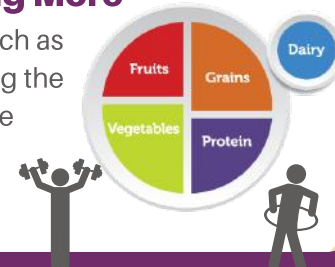 More
ch as
g the
e
Fruits
Grains
Dairy
Vegetables
Protein